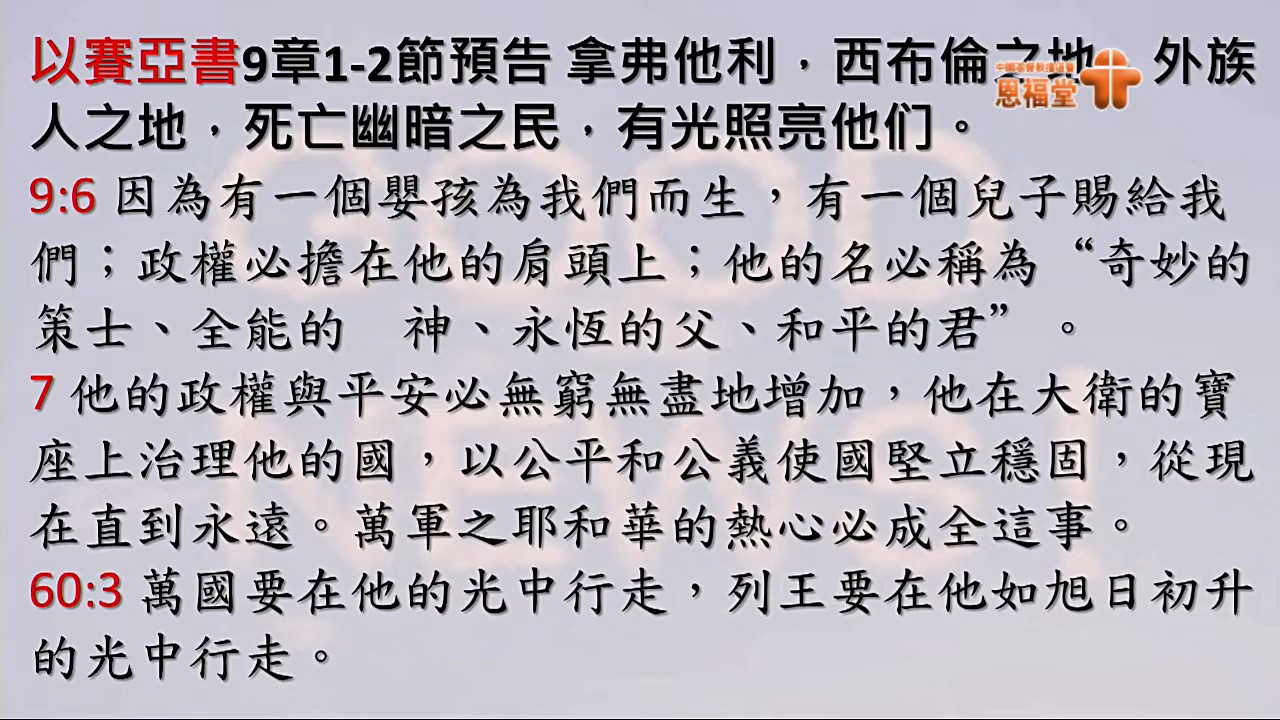 以賽亞書9章1-2節預告 拿弗他利，西布倫之地 外族
恩福堂
人之地，死亡幽暗之民，有光照亮他们。
9:6 因為有一個嬰孩為我們而生，有一個兒子賜給我
們；政權必擔在他的肩頭上；他的名必稱為“奇妙的
策士、全能的　神、永恆的父、和平的君”。
7 他的政權與平安必無窮無盡地增加，他在大衛的寶
座上治理他的國，以公平和公義使國堅立穩固，從現
在直到永遠。萬軍之耶和華的熱心必成全這事。
60:3 萬國要在他的光中行走，列王要在他如旭日初升
的光中行走。